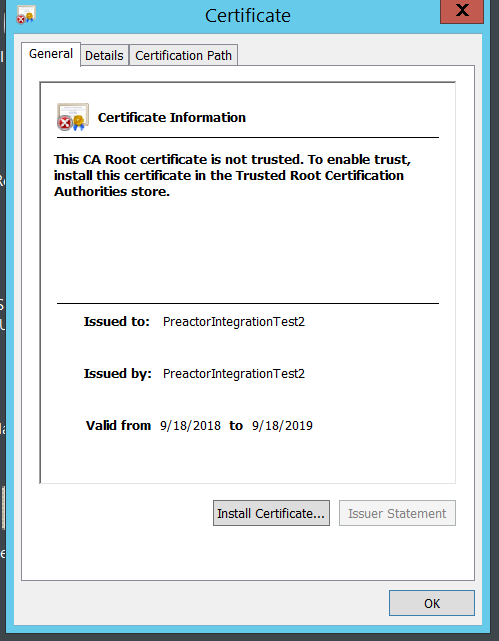 Certificate
X
General
Details
Certification Path
Certificate Information
This CA Root certificate is not trusted. To enable trust,
install this certificate in the Trusted Root Certification
Authorities store.
Issued to: PreactorIntegrationTest2
Issued by: PreactorIntegrationTest2
Valid from 9/18/2018 to 9/18/2019
Install Certificate...
Issuer Statement
OK